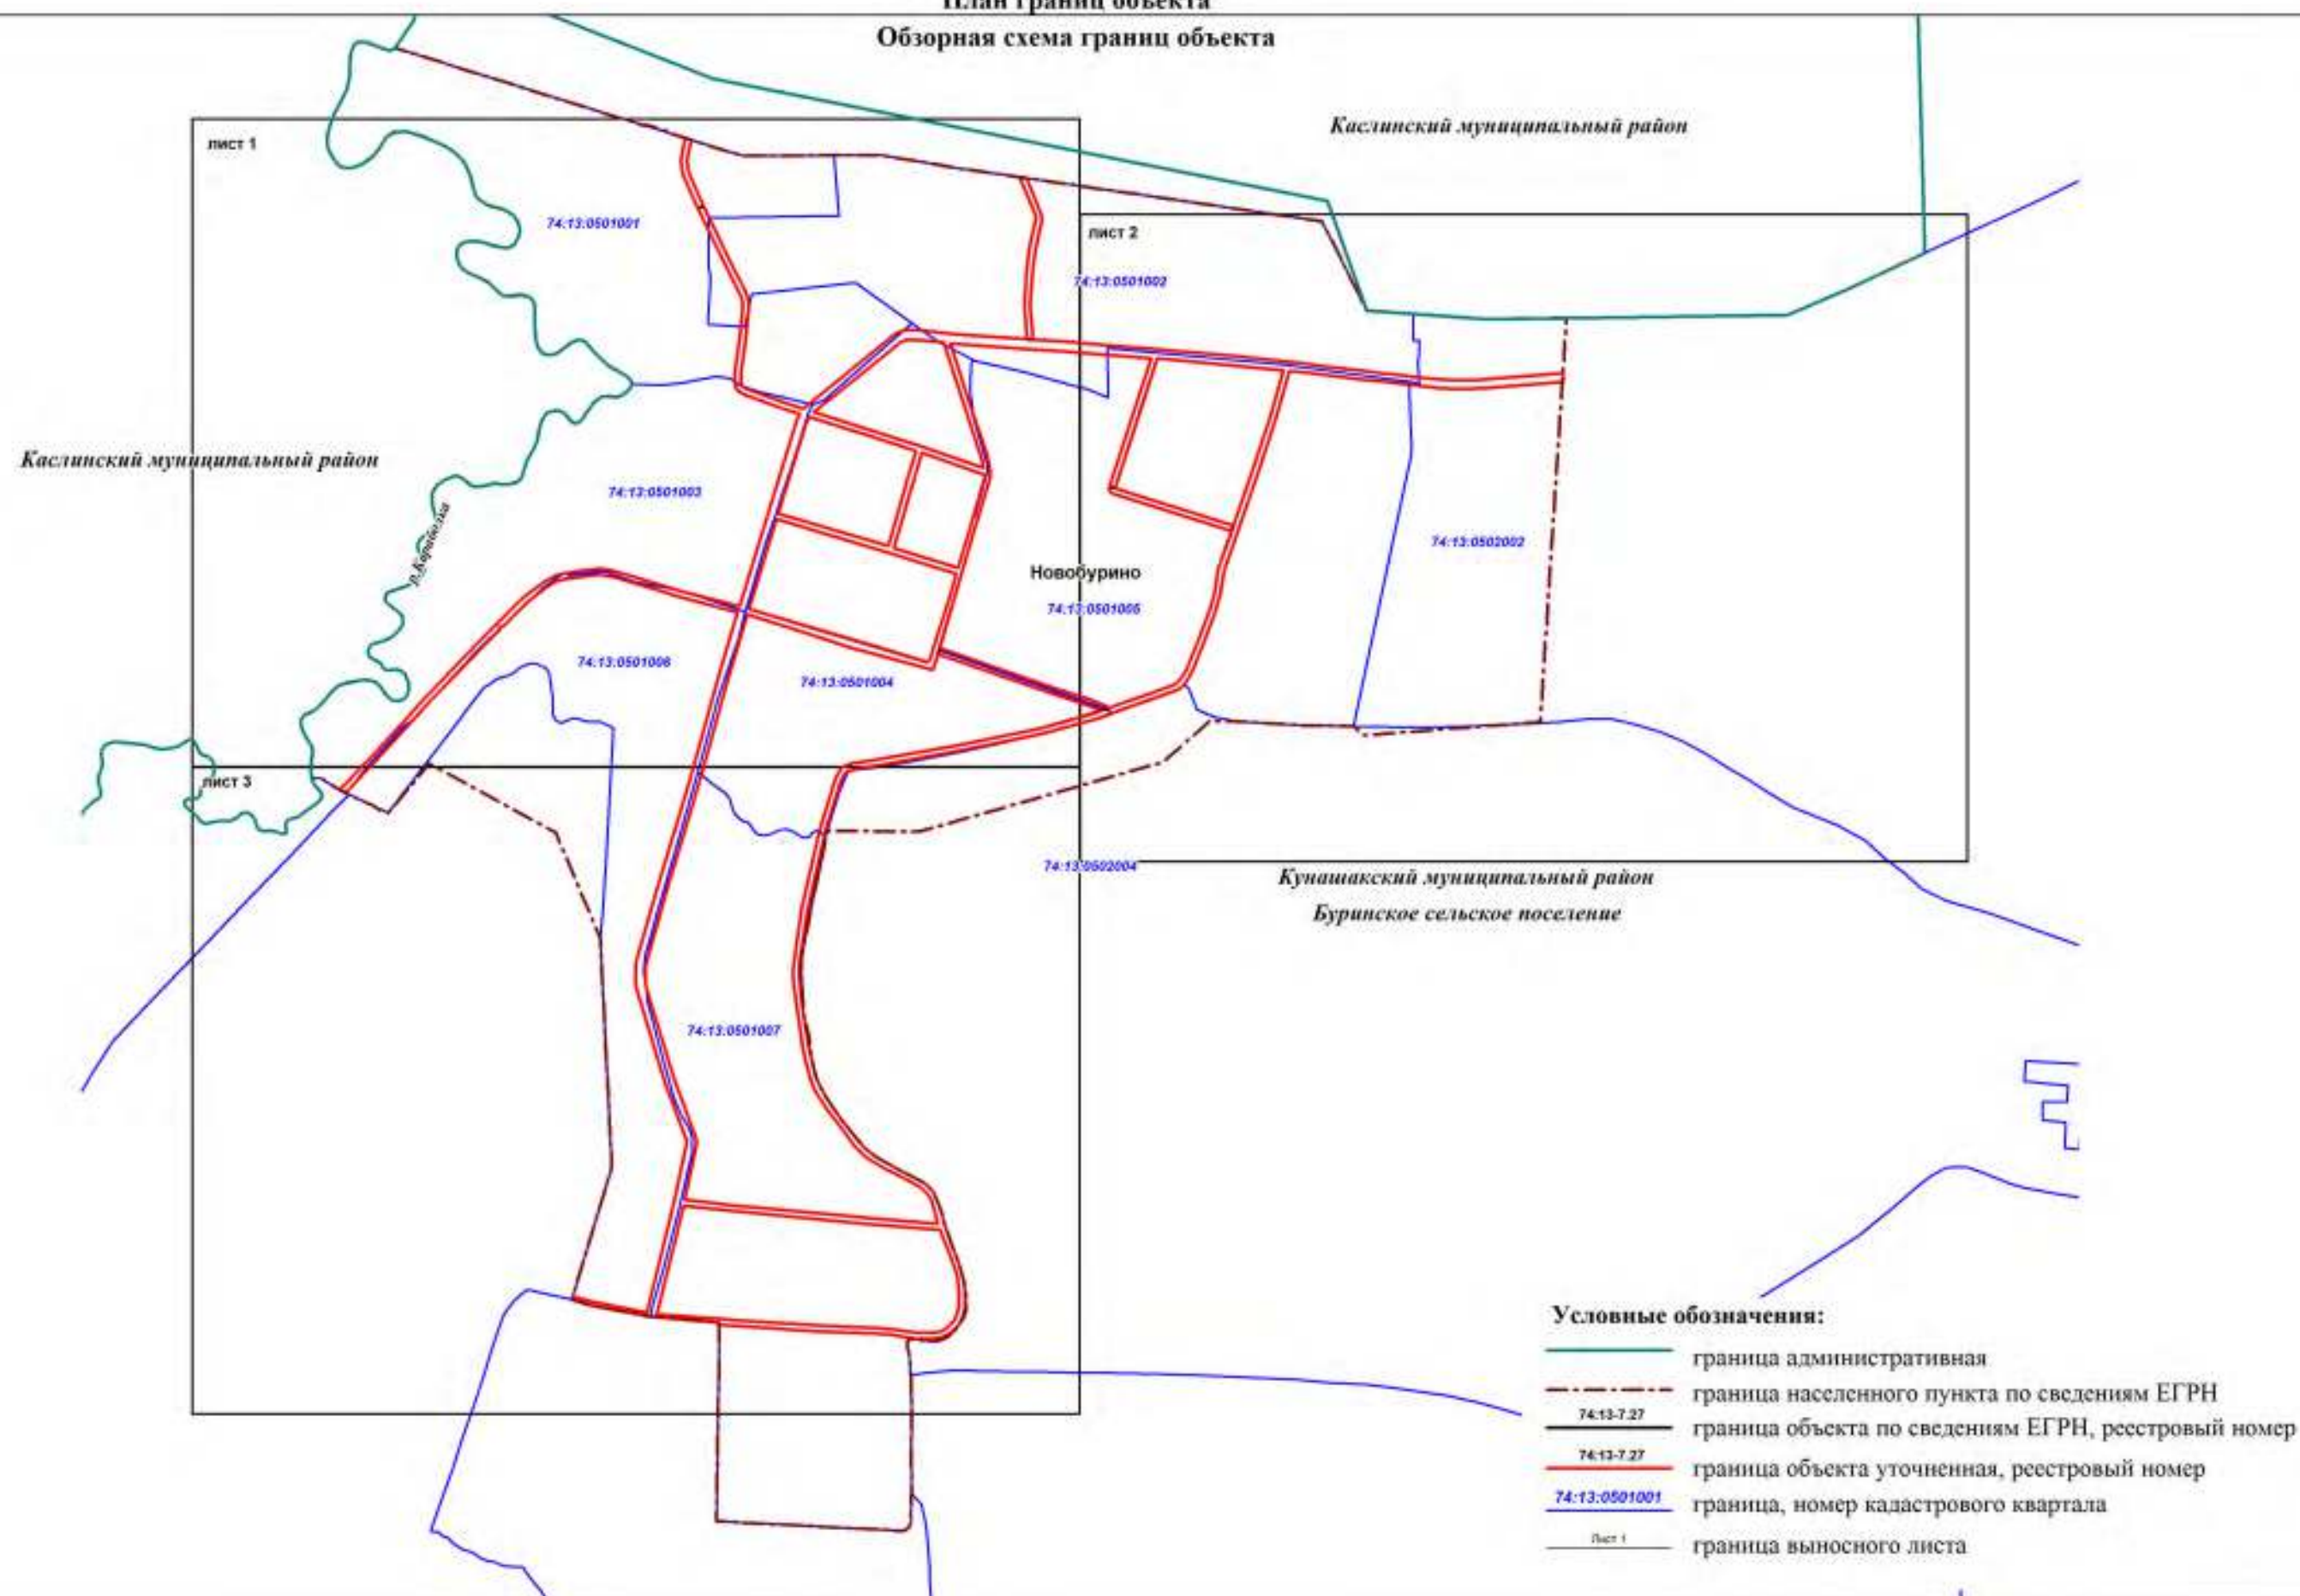 План границ объекта
Обзорная схема границ объекта
Каслинский муниципальный район
лист 1
74:13:0501001
лист 2
74:13:0501002
Каслинский муниципальный район
74:13:0501003
р.Караболка
74:13:0502002
Новобурино
74:13:0501005
74:13:0501006
74:13:0501004
лист 3
74:13:0502004
Кунашакский муниципальный район
Буринское сельское поселение
74:13:0501007
Условные обозначения:
граница административная
граница населенного пункта по сведениям ЕГРН
74:13-7.27
граница объекта по сведениям ЕГРН, реестровый номер
74:13-7.27
граница объекта уточненная, реестровый номер
74:13:0501001
граница, номер кадастрового квартала
Лист 1
граница выносного листа